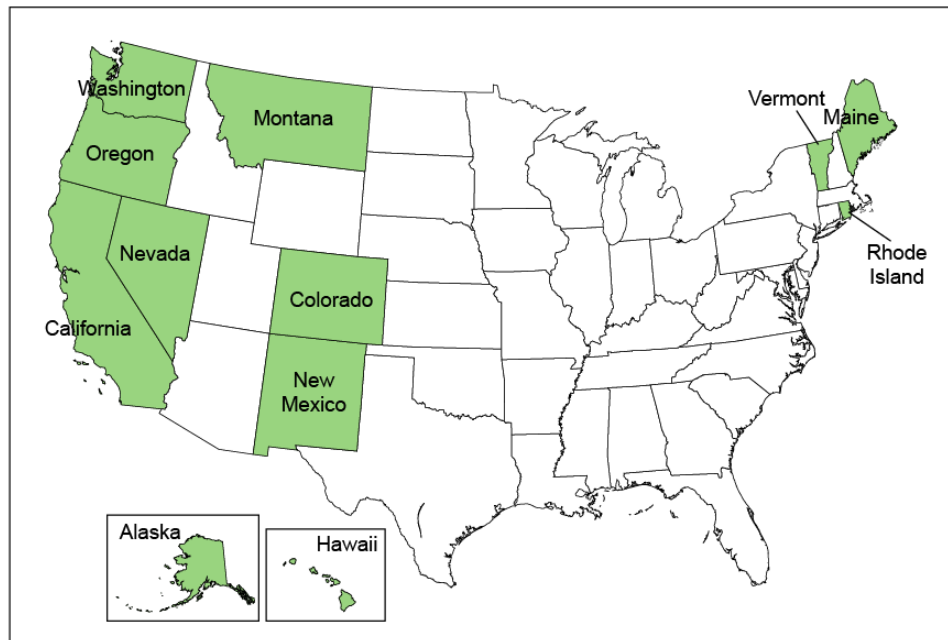 Washington
Montana
Vermont
Maine
Oregon
Nevada
Rhode
Island
Colorado
California
New
Mexico
Alaska
Hawaii